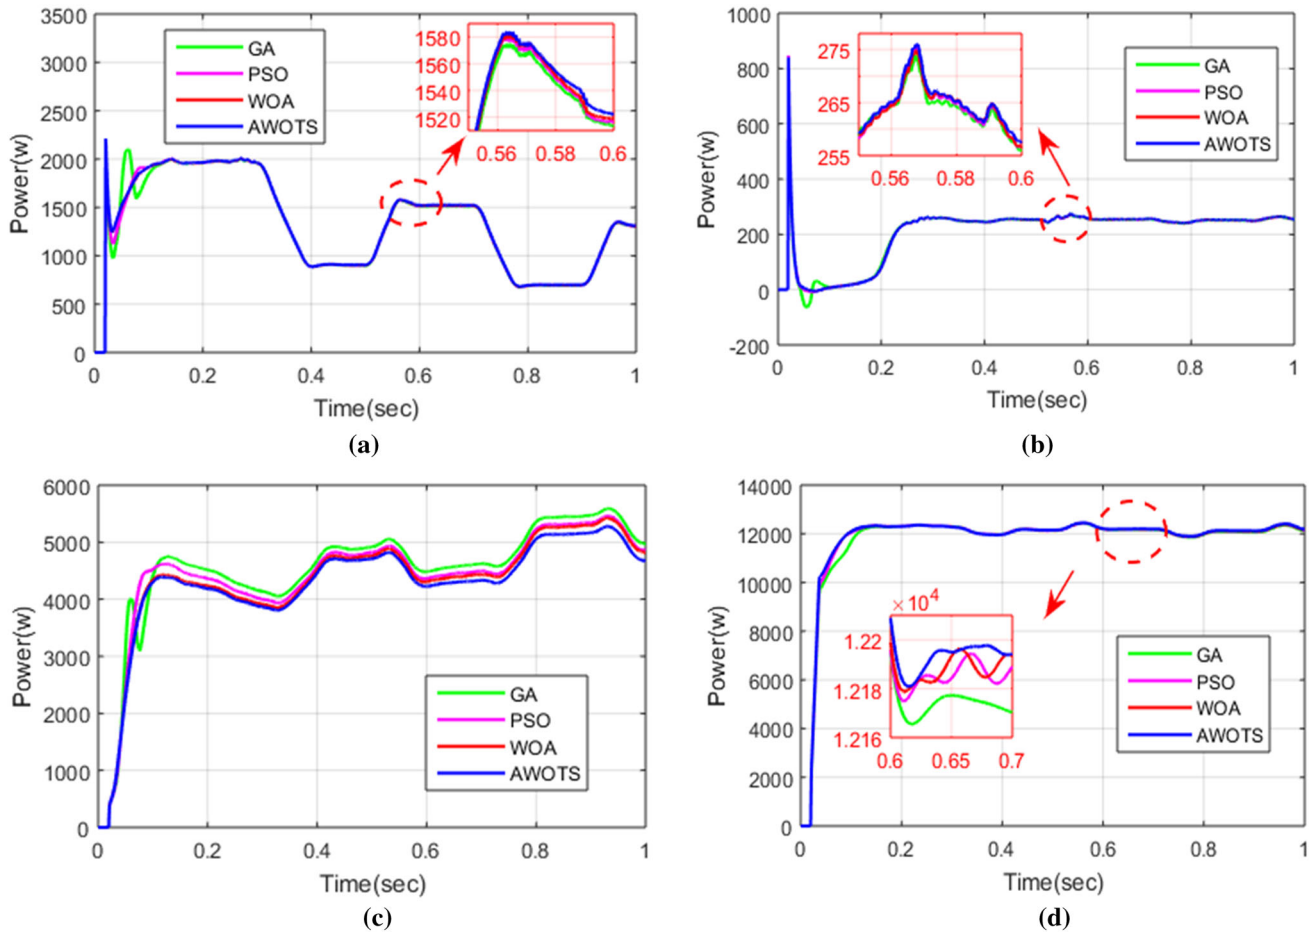 3500
3000
2500
2000
1500
1000
500
0
Power(w)
GA
PSO
WOA
AWOTS
1580
1560
1540
1520
0.56
0.58
0.6
0
0.2
0.4
0.6
0.8
1
Time(sec)
(a)
1000
800
600
400
200
0
-200
Power(w)
275
265
255
0.56
0.58
0.6
GA
PSO
WOA
AWOTS
0
0.2
0.4
0.6
0.8
1
Time(sec)
(b)
6000
5000
4000
3000
2000
1000
0
Power(w)
GA
PSO
WOA
AWOTS
0
0.2
0.4
0.6
0.8
1
Time(sec)
(c)
14000
12000
10000
8000
6000
4000
2000
0
Power(w)
× 10^4
1.22
1.218
1.216
0.6
0.65
0.7
GA
PSO
WOA
AWOTS
0
0.2
0.4
0.6
0.8
1
Time(sec)
(d)